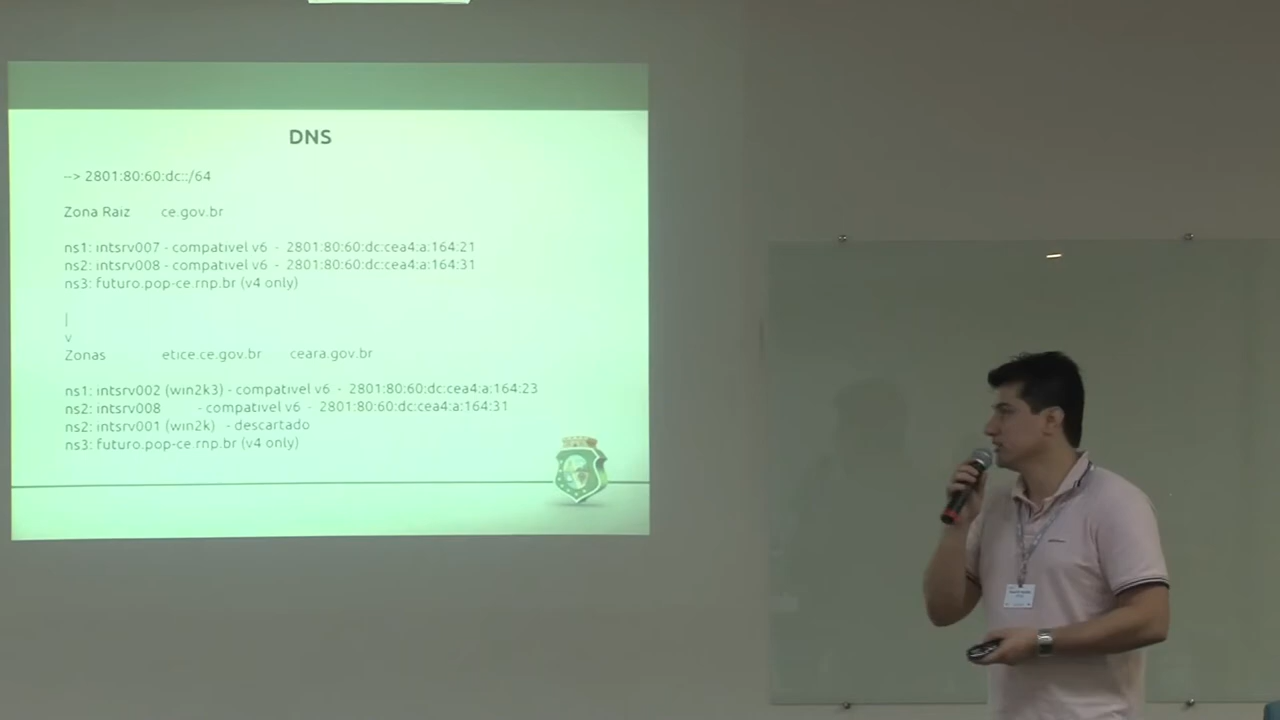 DNS
--> 2801:80:60:dc::/64
Zona Raiz ce.gov.br
ns1: intsrv007 - compativel v6 - 2801:80:60:dc:cea4:a:164:21
ns2: intsrv008 - compativel v6 - 2801:80:60:dc:cea4:a:164:31
ns3: futuro.pop-ce.rnp.br (v4 only)
|
v
Zonas etice.ce.gov.br ceara.gov.br
ns1: intsrv002 (win2k3) - compativel v6 - 2801:80:60:dc:cea4:a:164:23
ns2: intsrv008 - compativel v6 - 2801:80:60:dc:cea4:a:164:31
ns2: intsrv001 (win2k) - descartado
ns3: futuro.pop-ce.rnp.br (v4 only)